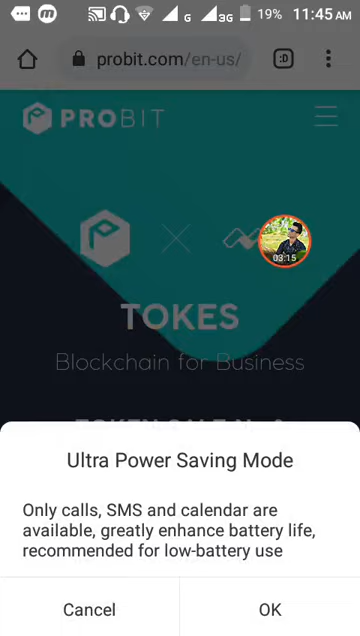 G 3G 19% 11:45 AM
probit.com/en-us/ :D
PROBIT
03:15
TOKES
Blockchain for Business
Ultra Power Saving Mode
Only calls, SMS and calendar are
available, greatly enhance battery life,
recommended for low-battery use
Cancel OK